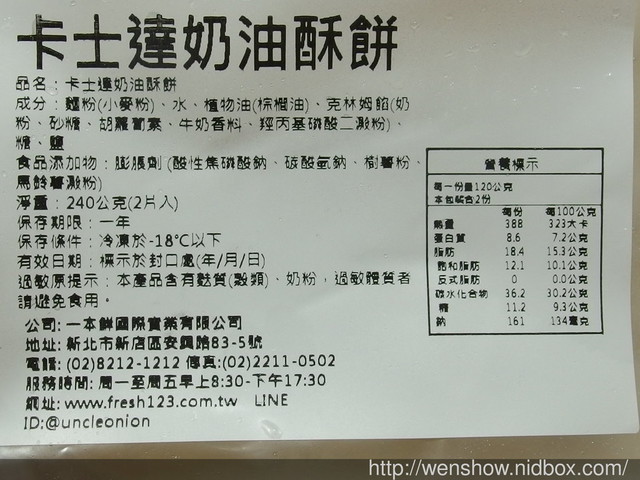 卡士達奶油酥餅
品名：卡士達奶油酥餅
成分：麵粉(小麥粉)、水、植物油(棕櫚油)、克林姆餡(奶
粉、砂糖、胡蘿蔔素、牛奶香料、羥丙基磷酸二澱粉)、
糖、鹽
食品添加物：膨脹劑(酸性焦磷酸鈉、碳酸氫鈉、樹薯粉、
馬鈴薯澱粉)
淨重：240公克(2片入)
保存期限：一年
保存條件：冷凍於-18°C以下
有效日期：標示於封口處(年/月/日)
過敏原提示：本產品含有麩質(穀類)、奶粉，過敏體質者
請避免食用。
公司: 一本鮮國際實業有限公司
地址: 新北市新店區安興路83-5號
電話: (02)8212-1212 傳真:(02)2211-0502
服務時間: 周一至周五早上8:30-下午17:30
網址: www.fresh123.com.tw LINE
ID:@uncleonion
營養標示
每一份量120公克
本包裝含2份
每份 每100公克
熱量 388 323大卡
蛋白質 8.6 7.2公克
脂肪 18.4 15.3公克
飽和脂肪 12.1 10.1公克
反式脂肪 0 0.0公克
碳水化合物 36.2 30.2公克
糖 11.2 9.3公克
鈉 161 134毫克
http://wenshow.nidbox.com/